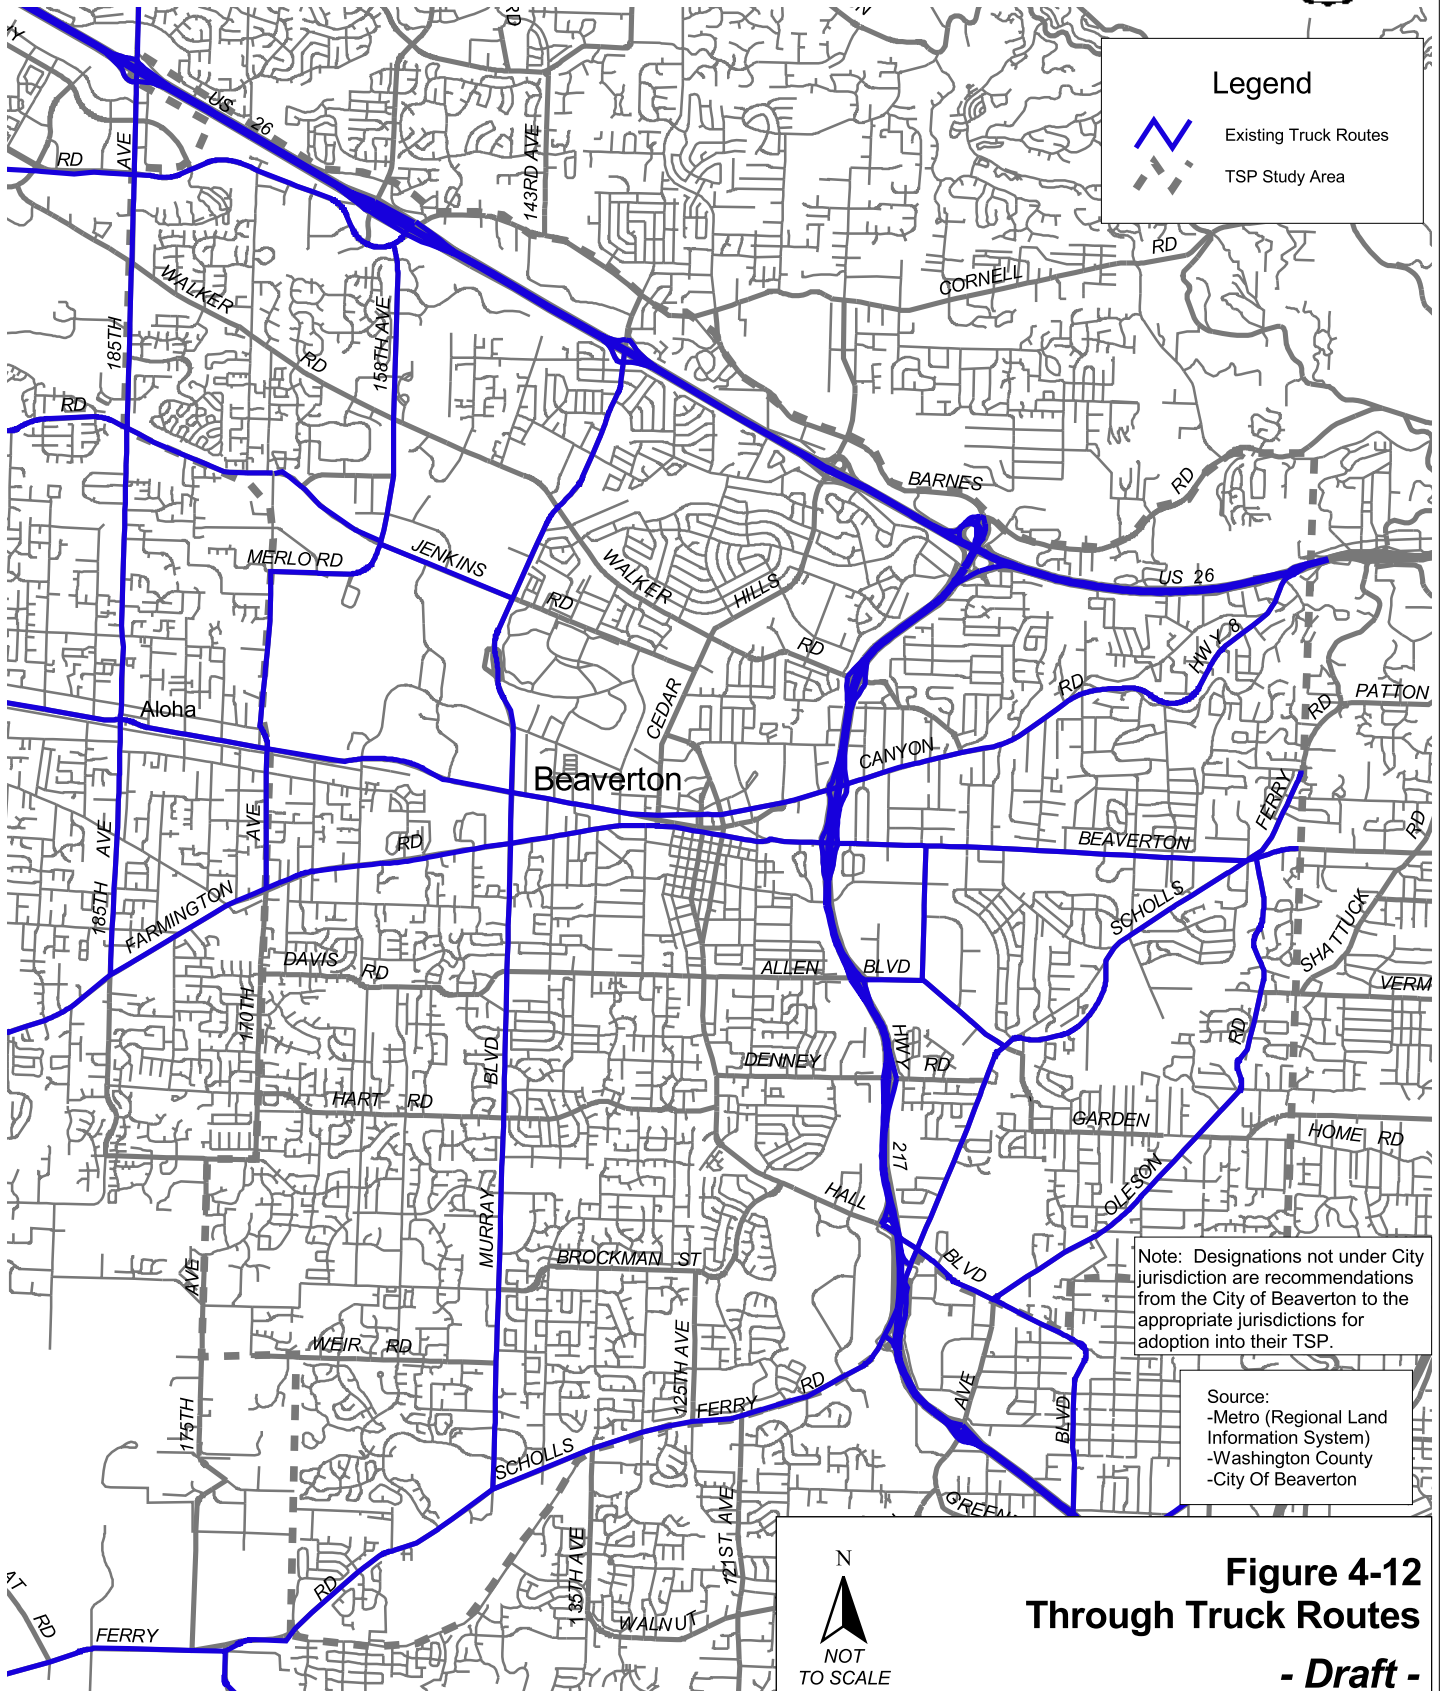 Legend
Existing Truck Routes
TSP Study Area
RD
US 26
RD
AVE
143RD AVE
WALKER
RD
185TH
158TH AVE
CORNELL
RD
RD
BARNES
RD
MERLO RD
JENKINS
RD
WALKER
HILLS
RD
US 26
HWY 8
RD
PATTON
RD
Aloha
CEDAR
CANYON
Beaverton
FERRY
RD
AVE
AVE
RD
BEAVERTON
185TH
FARMINGTON
SCHOLLS
SHATTUCK
DAVIS
RD
ALLEN
BLVD
VERM
170TH
BLVD
HWY
RD
DENNEY
RD
HART
RD
GARDEN
HOME RD
217
OLESON
HALL
MURRAY
BLVD
BROCKMAN ST
AVE
Note: Designations not under City
jurisdiction are recommendations
from the City of Beaverton to the
appropriate jurisdictions for
adoption into their TSP.
WEIR RD
125TH AVE
RD
FERRY
AVE
BLVD
175TH
SCHOLLS
Source:
-Metro (Regional Land
Information System)
-Washington County
-City Of Beaverton
GREEN
121ST AVE
135TH AVE
RD
WALNUT
RD
FERRY
N
NOT
TO SCALE
Figure 4-12
Through Truck Routes
- Draft -